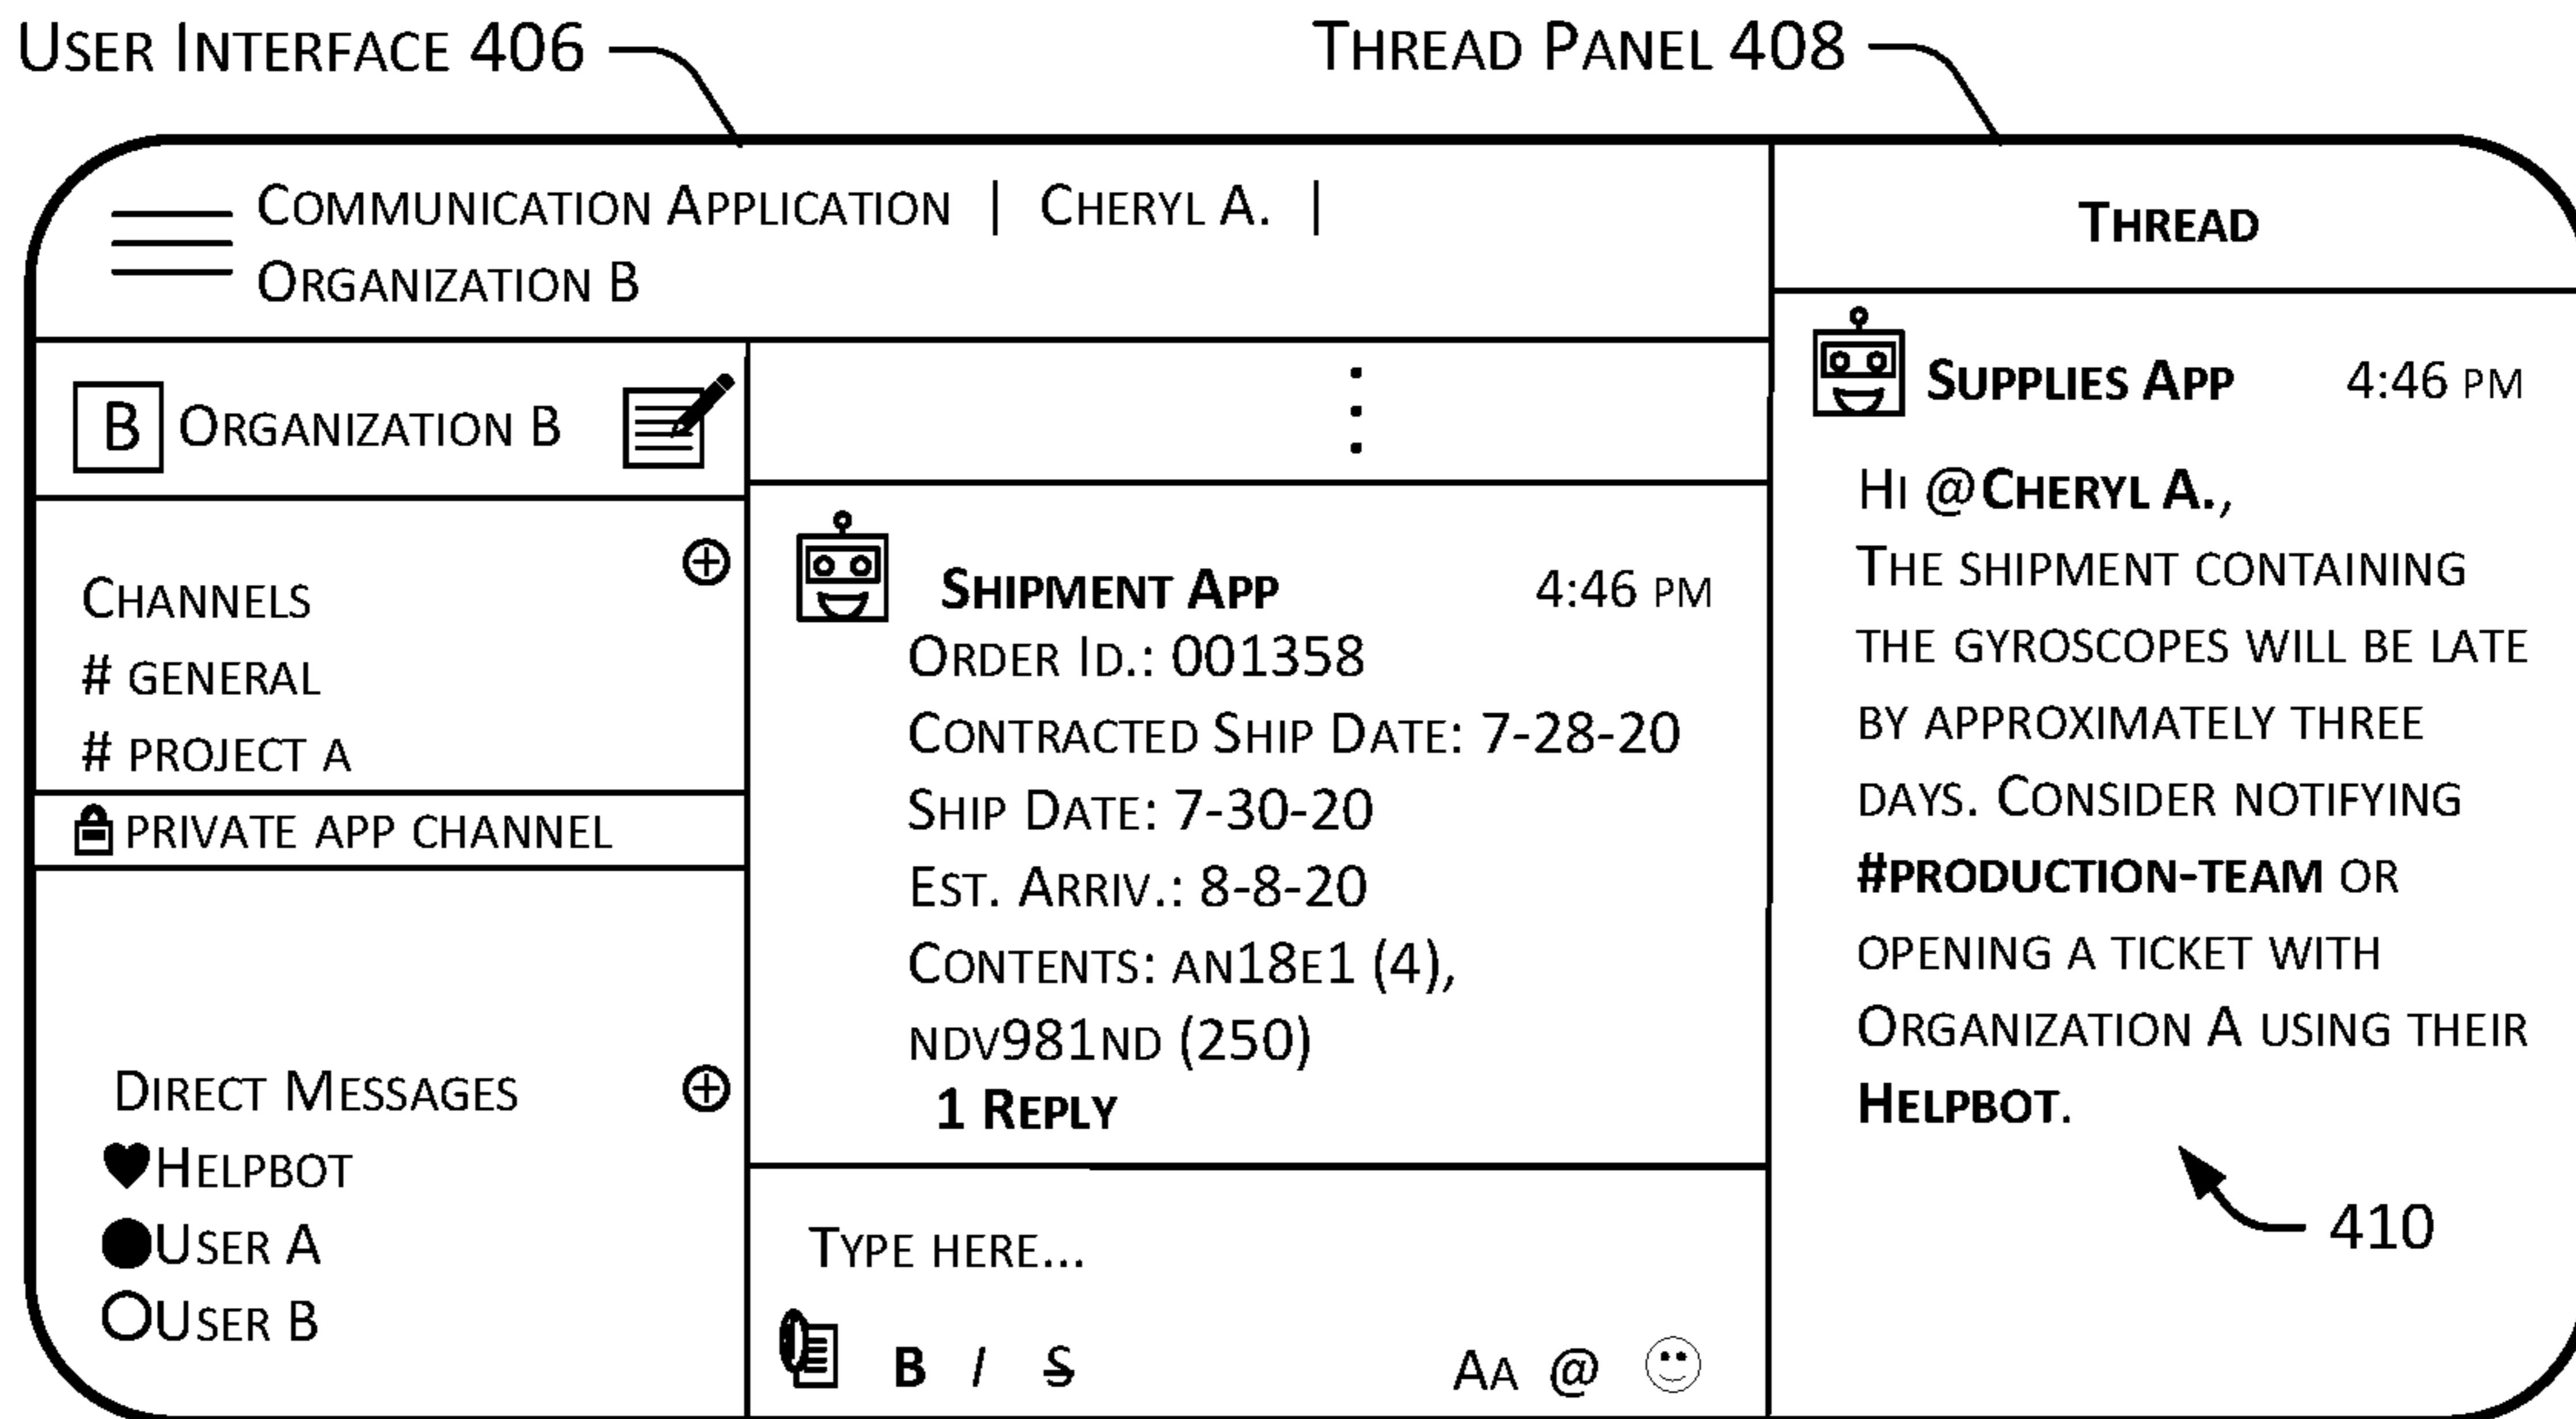 User Interface 406
Thread Panel 408
Communication Application | Cheryl A. |
Organization B
B Organization B
Channels
# general
# project a
private app channel
Direct Messages
Helpbot
User A
User B
Shipment App 4:46 pm
Order Id.: 001358
Contracted Ship Date: 7-28-20
Ship Date: 7-30-20
Est. Arriv.: 8-8-20
Contents: an18e1 (4),
ndv981nd (250)
1 Reply
Type here...
B I S Aa @
Thread
Supplies App 4:46 pm
Hi @Cheryl A.,
The shipment containing
the gyroscopes will be late
by approximately three
days. Consider notifying
#production-team or
opening a ticket with
Organization A using their
Helpbot.
410